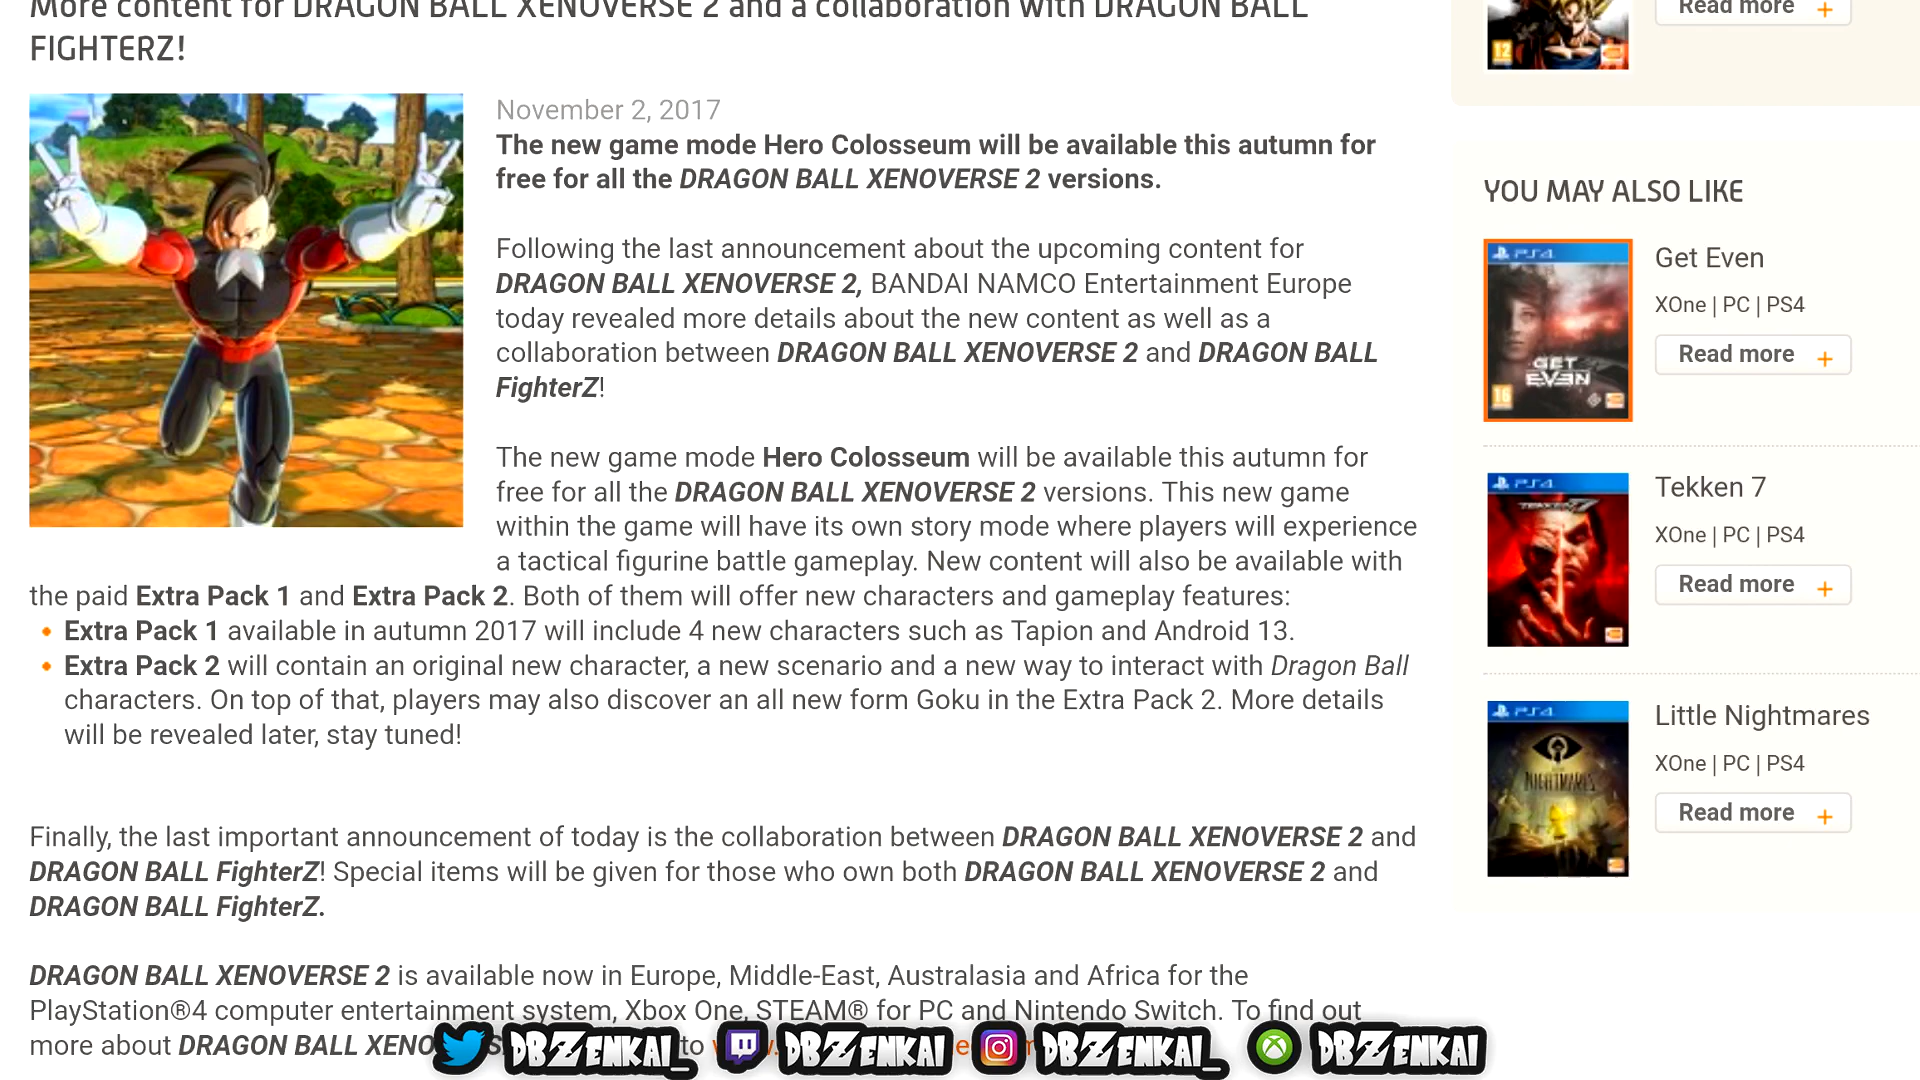 More content for DRAGON BALL XENOVERSE 2 and a collaboration with DRAGON BALL
FIGHTERZ!
November 2, 2017
The new game mode Hero Colosseum will be available this autumn for
free for all the DRAGON BALL XENOVERSE 2 versions.
Following the last announcement about the upcoming content for
DRAGON BALL XENOVERSE 2, BANDAI NAMCO Entertainment Europe
today revealed more details about the new content as well as a
collaboration between DRAGON BALL XENOVERSE 2 and DRAGON BALL
FighterZ!
The new game mode Hero Colosseum will be available this autumn for
free for all the DRAGON BALL XENOVERSE 2 versions. This new game
within the game will have its own story mode where players will experience
a tactical figurine battle gameplay. New content will also be available with
the paid Extra Pack 1 and Extra Pack 2. Both of them will offer new characters and gameplay features:
Extra Pack 1 available in autumn 2017 will include 4 new characters such as Tapion and Android 13.
Extra Pack 2 will contain an original new character, a new scenario and a new way to interact with Dragon Ball
characters. On top of that, players may also discover an all new form Goku in the Extra Pack 2. More details
will be revealed later, stay tuned!
Finally, the last important announcement of today is the collaboration between DRAGON BALL XENOVERSE 2 and
DRAGON BALL FighterZ! Special items will be given for those who own both DRAGON BALL XENOVERSE 2 and
DRAGON BALL FighterZ.
DRAGON BALL XENOVERSE 2 is available now in Europe, Middle-East, Australasia and Africa for the
PlayStation®4 computer entertainment system, Xbox One, STEAM® for PC and Nintendo Switch. To find out
more about DRAGON BALL XENO to
DBZENKAI_ DBZENKAI DBZENKAI_ DBZENKAI
Read more +
12
YOU MAY ALSO LIKE
PS4
GET EVEN
16
Get Even
XOne | PC | PS4
Read more +
PS4
TEKKEN 7
Tekken 7
XOne | PC | PS4
Read more +
PS4
NIGHTMARES
Little Nightmares
XOne | PC | PS4
Read more +